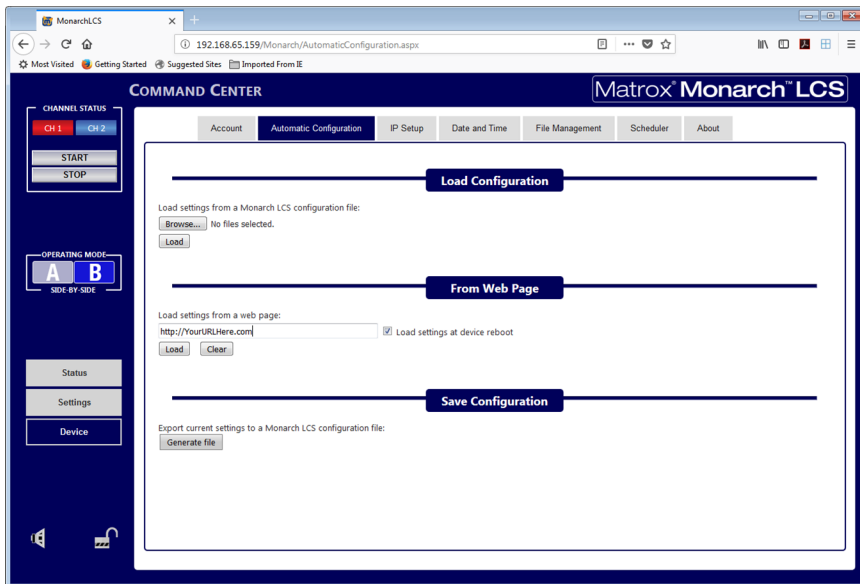 MonarchLCS
192.168.65.159/Monarch/AutomaticConfiguration.aspx
Most Visited Getting Started Suggested Sites Imported From IE
COMMAND CENTER
Matrox® Monarch™ LCS
CHANNEL STATUS
CH 1 CH 2
START
STOP
OPERATING MODE
A B
SIDE-BY-SIDE
Status
Settings
Device
Account Automatic Configuration IP Setup Date and Time File Management Scheduler About
Load Configuration
Load settings from a Monarch LCS configuration file:
Browse... No files selected.
Load
From Web Page
Load settings from a web page:
http://YourURLHere.com Load settings at device reboot
Load Clear
Save Configuration
Export current settings to a Monarch LCS configuration file:
Generate file